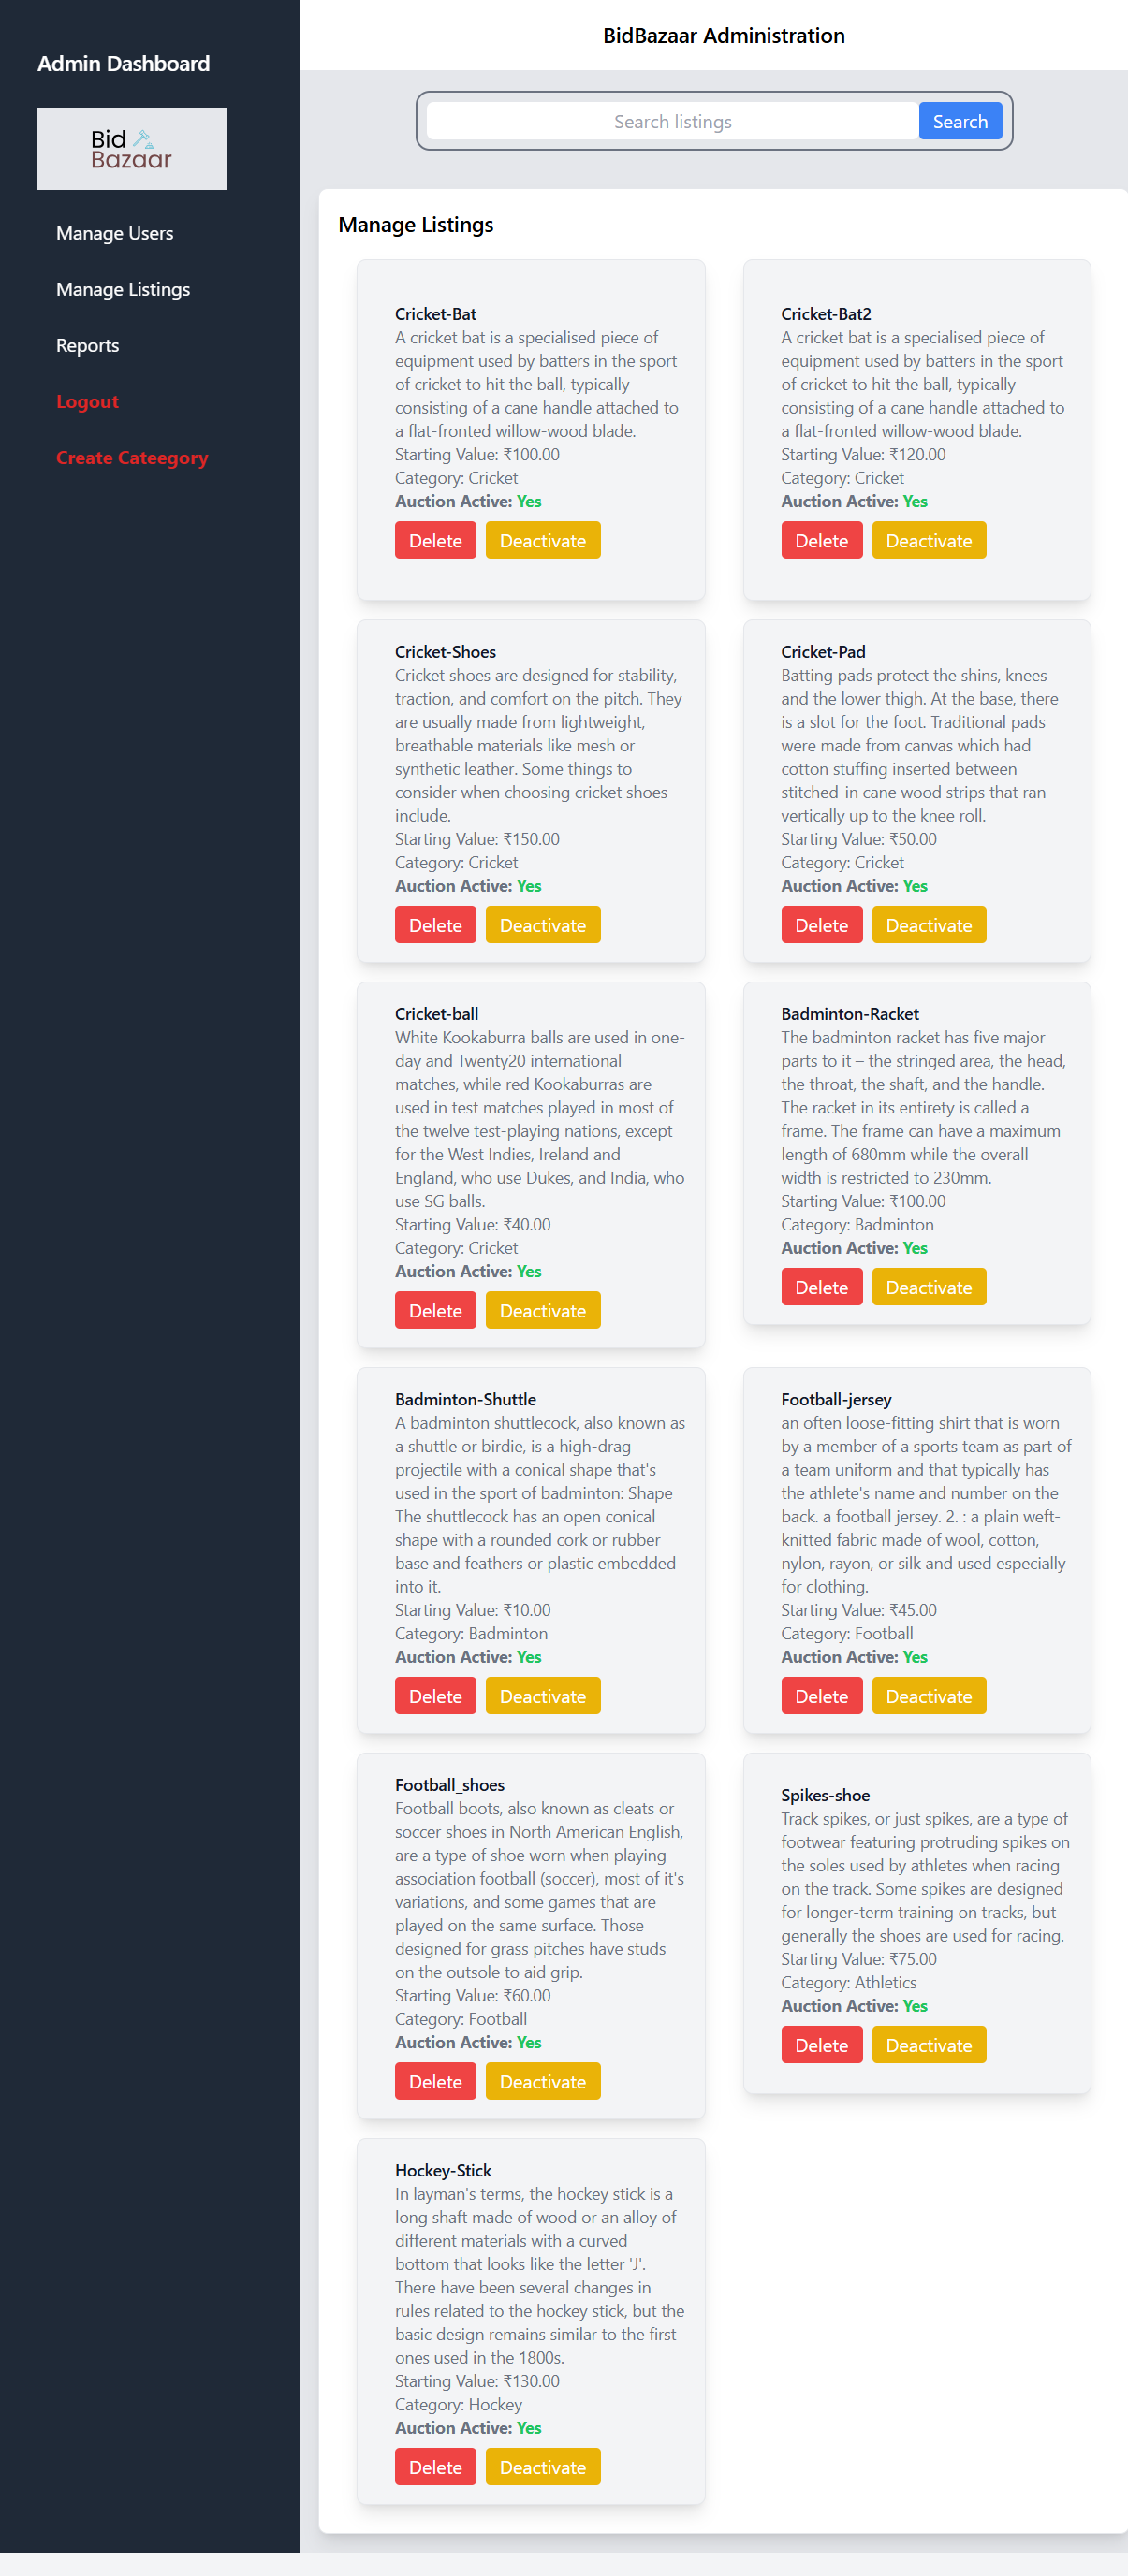 Admin Dashboard
Bid
Bazaar
Manage Users
Manage Listings
Reports
Logout
Create Cateegory
BidBazaar Administration
Search listings
Search
Manage Listings
Cricket-Bat
A cricket bat is a specialised piece of
equipment used by batters in the sport
of cricket to hit the ball, typically
consisting of a cane handle attached to
a flat-fronted willow-wood blade.
Starting Value: ₹100.00
Category: Cricket
Auction Active: Yes
Delete Deactivate
Cricket-Bat2
A cricket bat is a specialised piece of
equipment used by batters in the sport
of cricket to hit the ball, typically
consisting of a cane handle attached to
a flat-fronted willow-wood blade.
Starting Value: ₹120.00
Category: Cricket
Auction Active: Yes
Delete Deactivate
Cricket-Shoes
Cricket shoes are designed for stability,
traction, and comfort on the pitch. They
are usually made from lightweight,
breathable materials like mesh or
synthetic leather. Some things to
consider when choosing cricket shoes
include.
Starting Value: ₹150.00
Category: Cricket
Auction Active: Yes
Delete Deactivate
Cricket-Pad
Batting pads protect the shins, knees
and the lower thigh. At the base, there
is a slot for the foot. Traditional pads
were made from canvas which had
cotton stuffing inserted between
stitched-in cane wood strips that ran
vertically up to the knee roll.
Starting Value: ₹50.00
Category: Cricket
Auction Active: Yes
Delete Deactivate
Cricket-ball
White Kookaburra balls are used in one-
day and Twenty20 international
matches, while red Kookaburras are
used in test matches played in most of
the twelve test-playing nations, except
for the West Indies, Ireland and
England, who use Dukes, and India, who
use SG balls.
Starting Value: ₹40.00
Category: Cricket
Auction Active: Yes
Delete Deactivate
Badminton-Racket
The badminton racket has five major
parts to it – the stringed area, the head,
the throat, the shaft, and the handle.
The racket in its entirety is called a
frame. The frame can have a maximum
length of 680mm while the overall
width is restricted to 230mm.
Starting Value: ₹100.00
Category: Badminton
Auction Active: Yes
Delete Deactivate
Badminton-Shuttle
A badminton shuttlecock, also known as
a shuttle or birdie, is a high-drag
projectile with a conical shape that's
used in the sport of badminton: Shape
The shuttlecock has an open conical
shape with a rounded cork or rubber
base and feathers or plastic embedded
into it.
Starting Value: ₹10.00
Category: Badminton
Auction Active: Yes
Delete Deactivate
Football-jersey
an often loose-fitting shirt that is worn
by a member of a sports team as part of
a team uniform and that typically has
the athlete's name and number on the
back. a football jersey. 2. : a plain weft-
knitted fabric made of wool, cotton,
nylon, rayon, or silk and used especially
for clothing.
Starting Value: ₹45.00
Category: Football
Auction Active: Yes
Delete Deactivate
Football_shoes
Football boots, also known as cleats or
soccer shoes in North American English,
are a type of shoe worn when playing
association football (soccer), most of it's
variations, and some games that are
played on the same surface. Those
designed for grass pitches have studs
on the outsole to aid grip.
Starting Value: ₹60.00
Category: Football
Auction Active: Yes
Delete Deactivate
Spikes-shoe
Track spikes, or just spikes, are a type of
footwear featuring protruding spikes on
the soles used by athletes when racing
on the track. Some spikes are designed
for longer-term training on tracks, but
generally the shoes are used for racing.
Starting Value: ₹75.00
Category: Athletics
Auction Active: Yes
Delete Deactivate
Hockey-Stick
In layman's terms, the hockey stick is a
long shaft made of wood or an alloy of
different materials with a curved
bottom that looks like the letter 'J'.
There have been several changes in
rules related to the hockey stick, but the
basic design remains similar to the first
ones used in the 1800s.
Starting Value: ₹130.00
Category: Hockey
Auction Active: Yes
Delete Deactivate